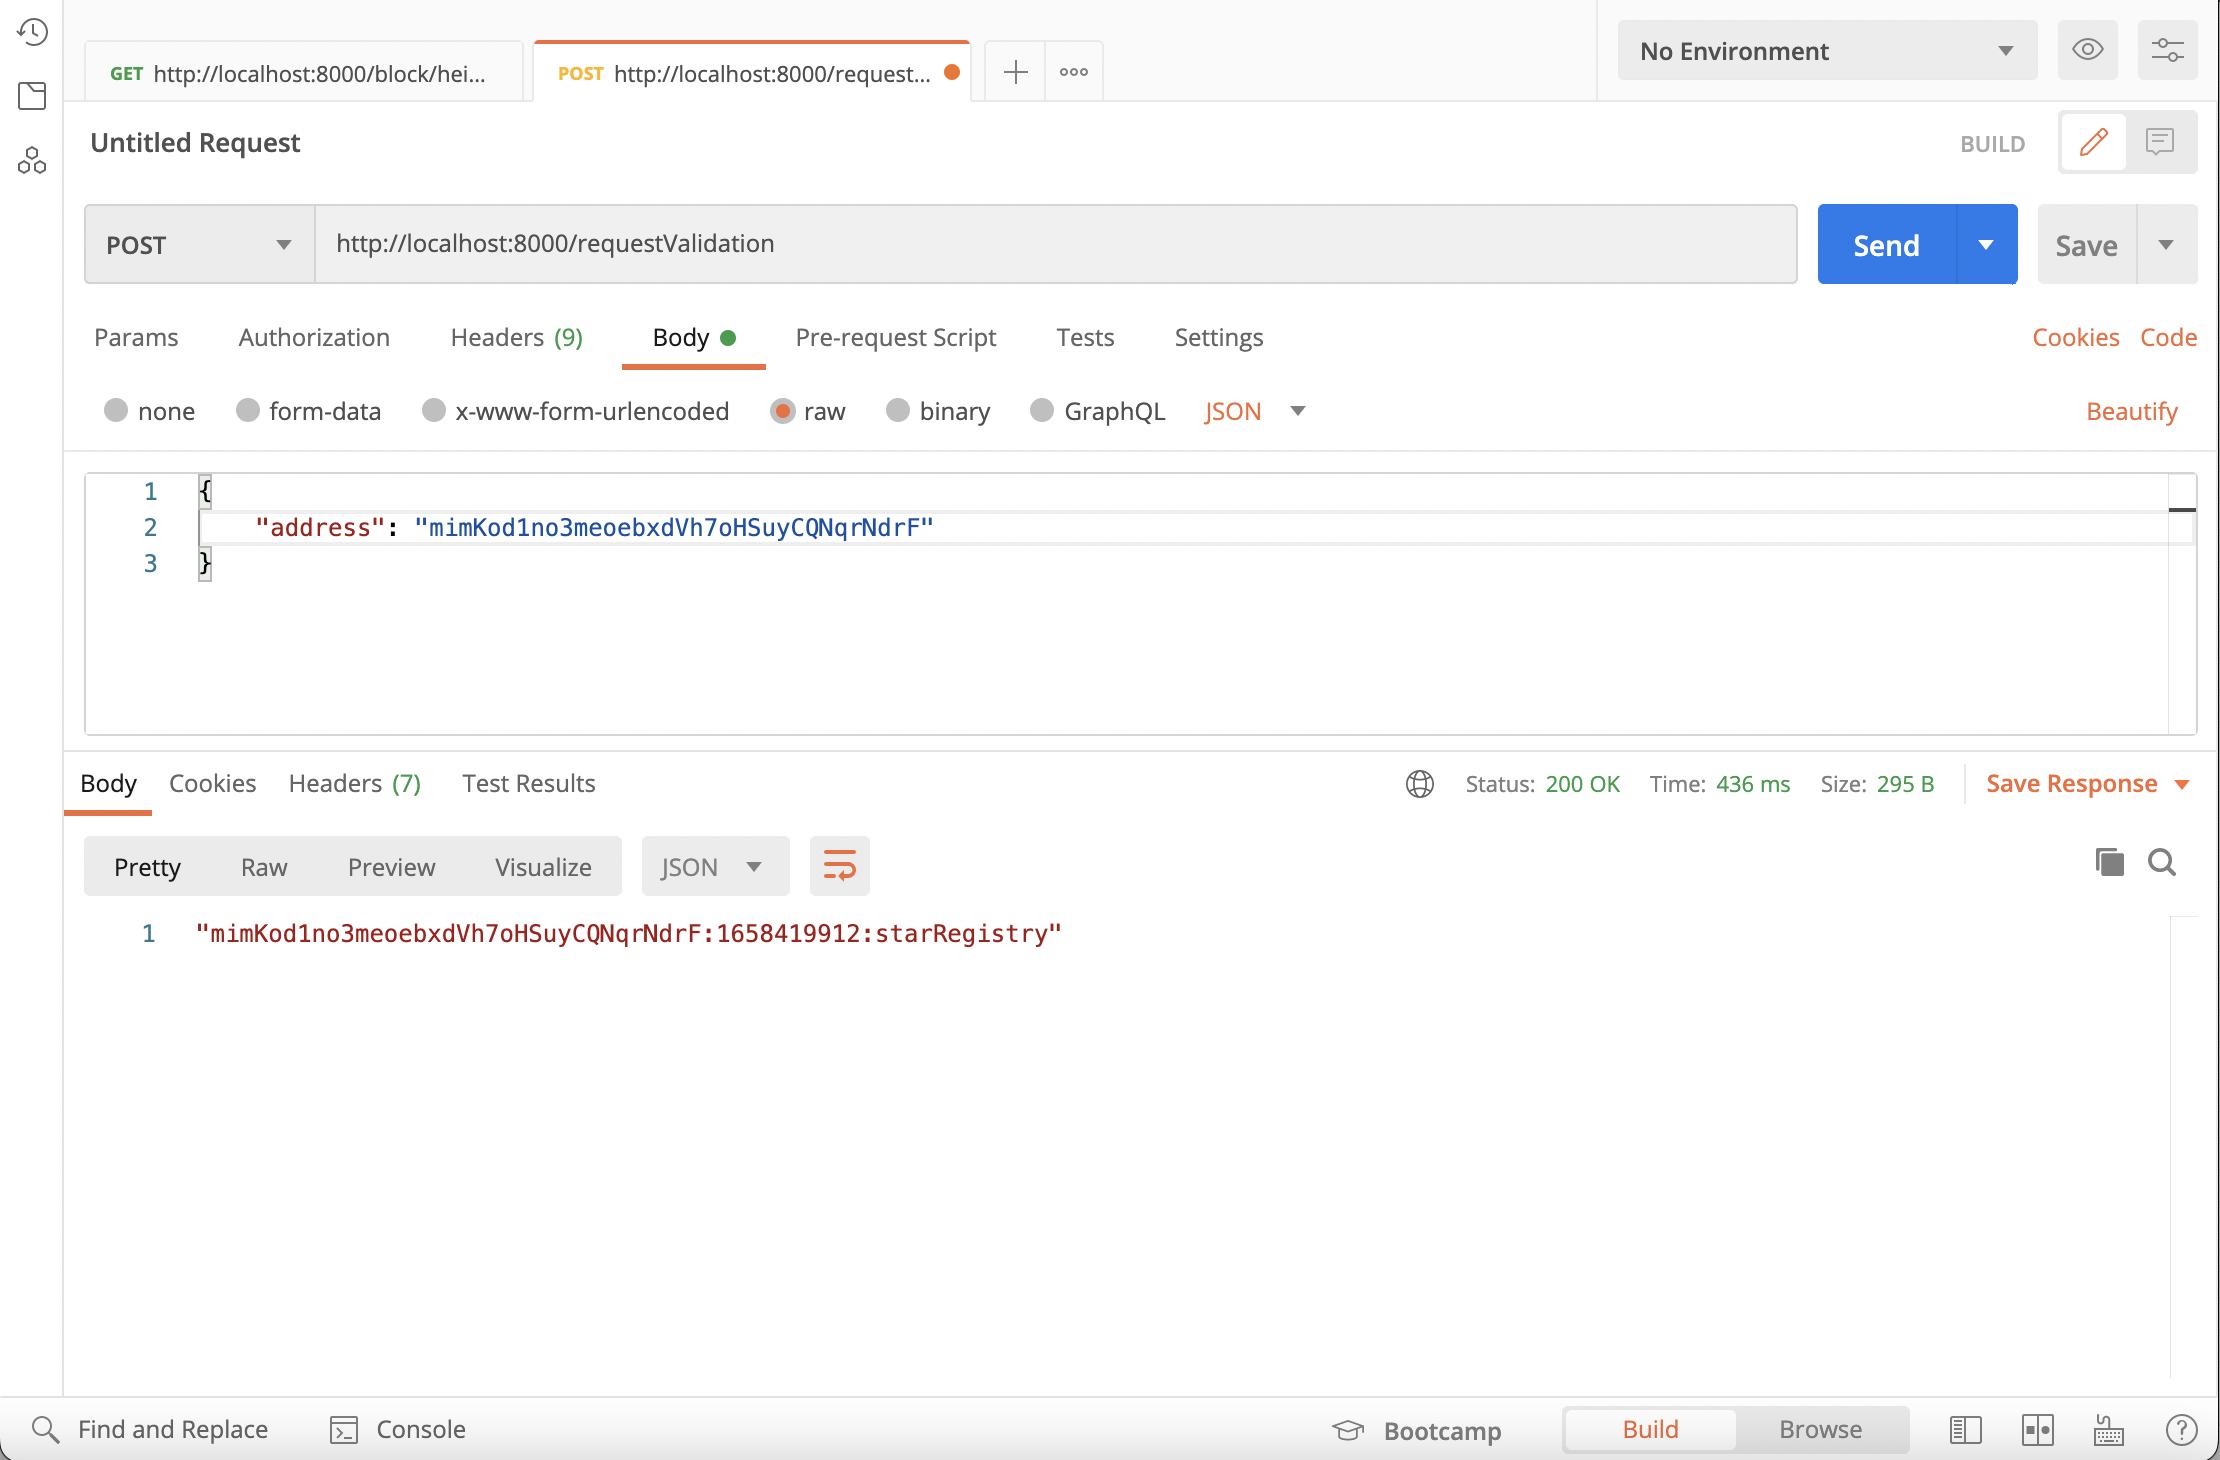 GET http://localhost:8000/block/hei...
POST http://localhost:8000/request...
No Environment
Untitled Request
BUILD
POST
http://localhost:8000/requestValidation
Send
Save
Params Authorization Headers (9) Body Pre-request Script Tests Settings
Cookies Code
none form-data x-www-form-urlencoded raw binary GraphQL JSON
Beautify
1 {
2 "address": "mimKod1no3meoebxdVh7oHSuyCQNqrNdrF"
3 }
Body Cookies Headers (7) Test Results
Status: 200 OK Time: 436 ms Size: 295 B Save Response
Pretty Raw Preview Visualize JSON
1 "mimKod1no3meoebxdVh7oHSuyCQNqrNdrF:1658419912:starRegistry"
Find and Replace Console Bootcamp Build Browse